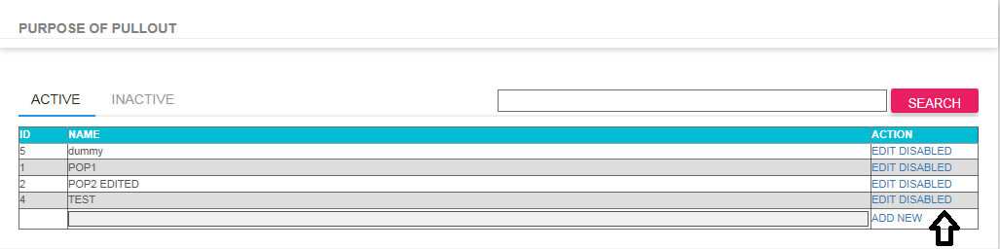 PURPOSE OF PULLOUT
ACTIVE INACTIVE SEARCH
ID NAME ACTION
5 dummy EDIT DISABLED
1 POP1 EDIT DISABLED
2 POP2 EDITED EDIT DISABLED
4 TEST EDIT DISABLED
ADD NEW